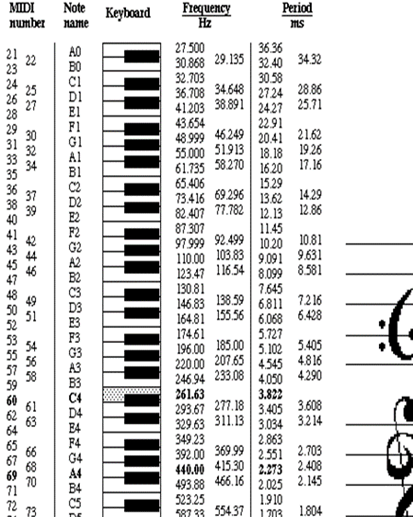 MIDI Note Keyboard Frequency Period
number name Hz ms
21 A0 27.500 36.36
22 29.135 34.32
23 B0 30.868 32.40
24 C1 32.703 30.58
25 34.648 28.86
26 D1 36.708 27.24
27 38.891 25.71
28 E1 41.203 24.27
29 F1 43.654 22.91
30 46.249 21.62
31 G1 48.999 20.41
32 51.913 19.26
33 A1 55.000 18.18
34 58.270 17.16
35 B1 61.735 16.20
36 C2 65.406 15.29
37 69.296 14.29
38 D2 73.416 13.62
39 77.782 12.86
40 E2 82.407 12.13
41 F2 87.307 11.45
42 92.499 10.81
43 G2 97.999 10.20
44 103.83 9.631
45 A2 110.00 9.091
46 116.54 8.581
47 B2 123.47 8.099
48 C3 130.81 7.645
49 138.59 7.216
50 D3 146.83 6.811
51 155.56 6.428
52 E3 164.81 6.068
53 F3 174.61 5.727
54 185.00 5.405
55 G3 196.00 5.102
56 207.65 4.816
57 A3 220.00 4.545
58 233.08 4.290
59 B3 246.94 4.050
60 C4 261.63 3.822
61 277.18 3.608
62 D4 293.67 3.405
63 311.13 3.214
64 E4 329.63 3.034
65 F4 349.23 2.863
66 369.99 2.703
67 G4 392.00 2.551
68 415.30 2.408
69 A4 440.00 2.273
70 466.16 2.145
71 B4 493.88 2.025
72 C5 523.25 1.910
73 554.37 1.804
D5 587.33 1.703